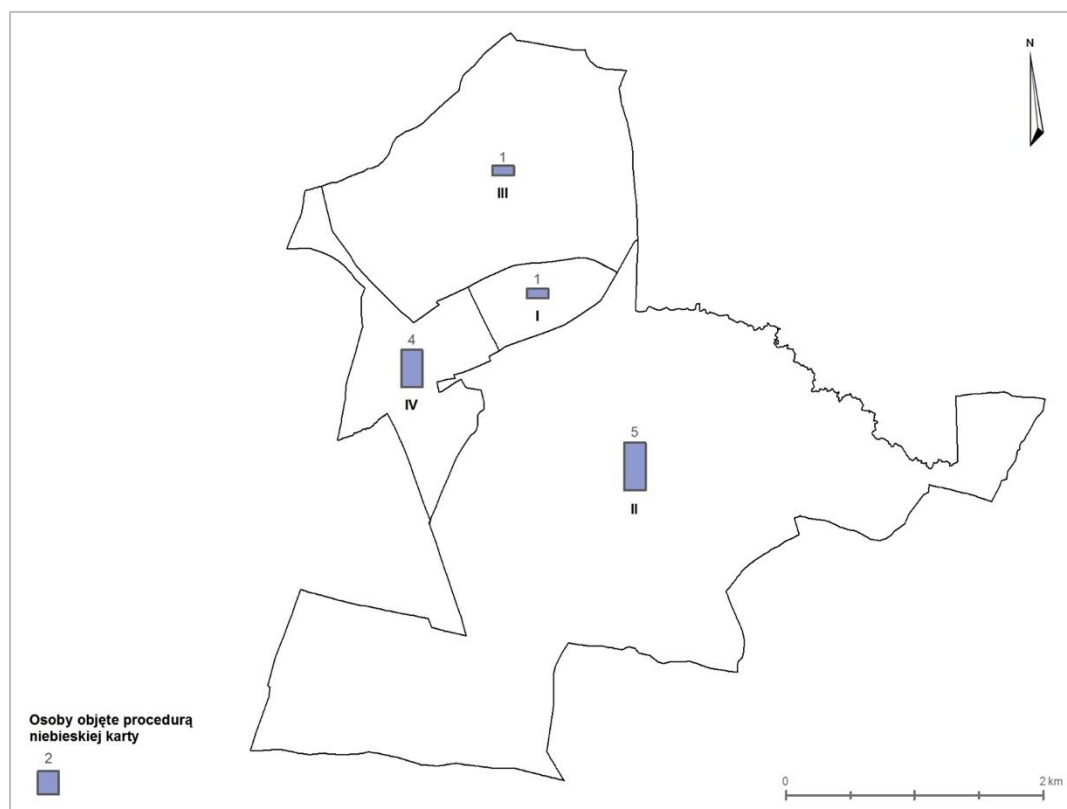 N
1
III
1
I
4
IV
5
II
Osoby objęte procedurą
niebieskiej karty
2
0 2 km